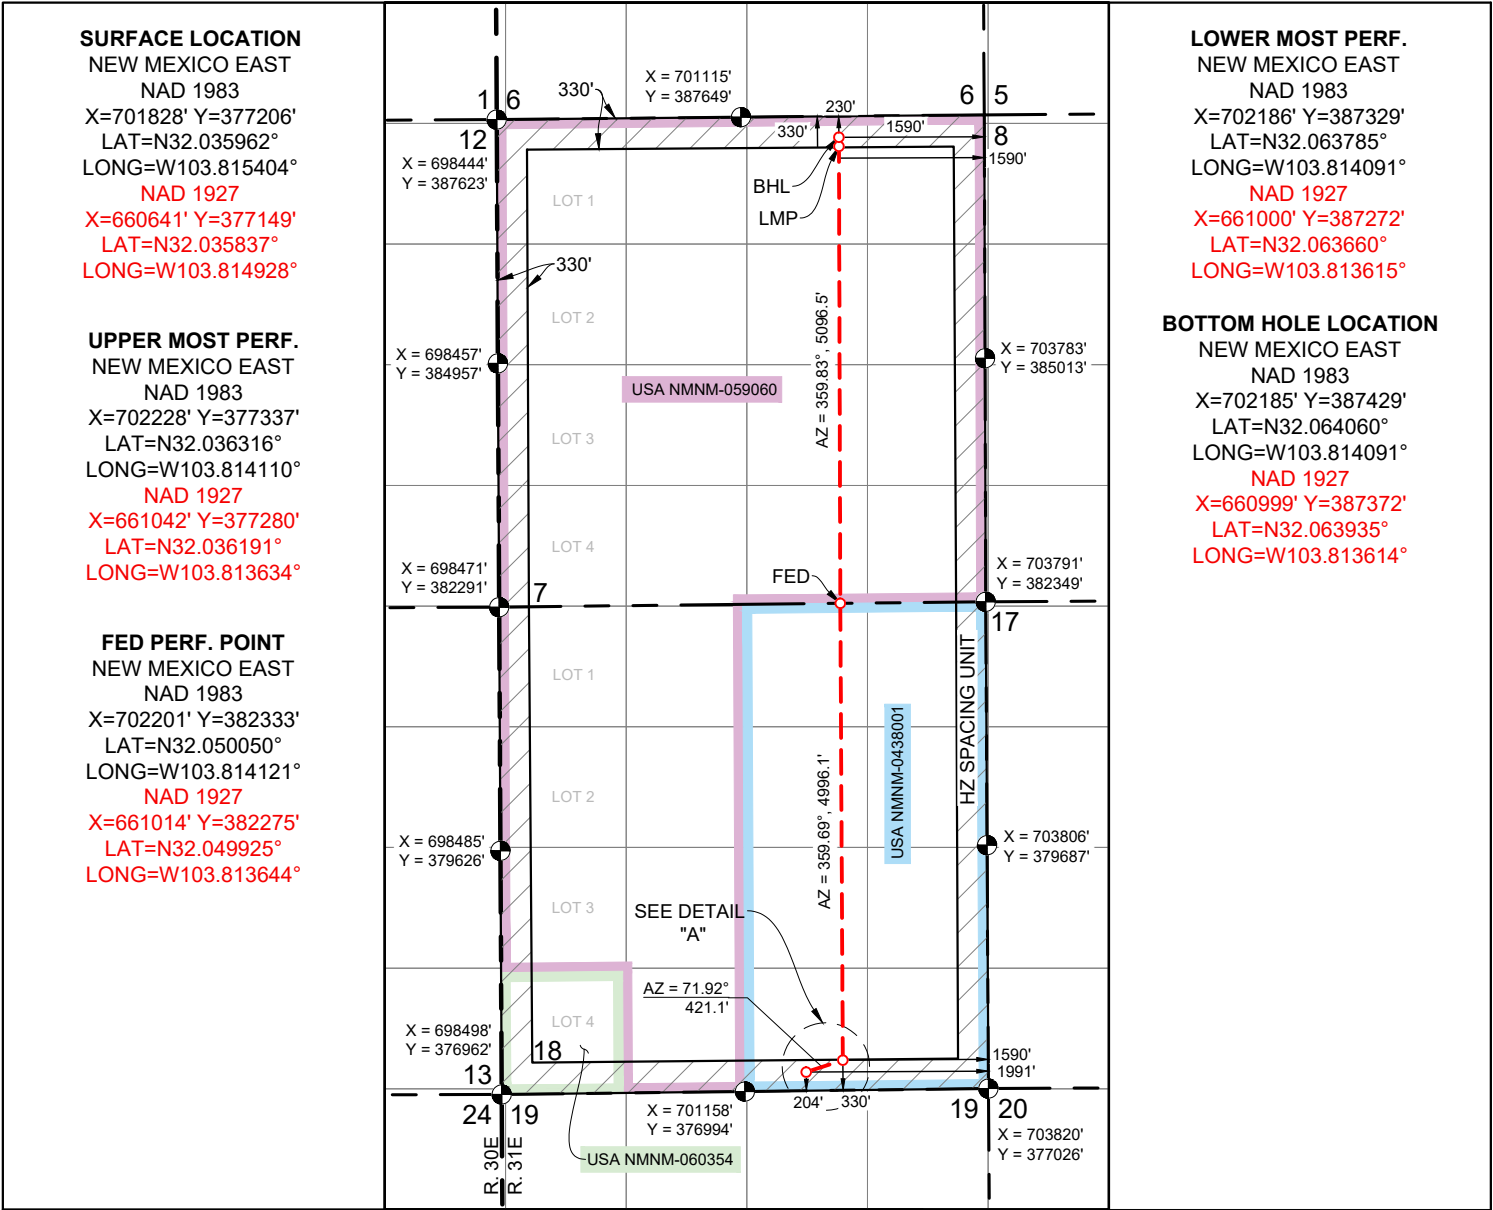 SURFACE LOCATION
NEW MEXICO EAST
NAD 1983
X=701828' Y=377206'
LAT=N32.035962°
LONG=W103.815404°
NAD 1927
X=660641' Y=377149'
LAT=N32.035837°
LONG=W103.814928°
UPPER MOST PERF.
NEW MEXICO EAST
NAD 1983
X=702228' Y=377337'
LAT=N32.036316°
LONG=W103.814110°
NAD 1927
X=661042' Y=377280'
LAT=N32.036191°
LONG=W103.813634°
FED PERF. POINT
NEW MEXICO EAST
NAD 1983
X=702201' Y=382333'
LAT=N32.050050°
LONG=W103.814121°
NAD 1927
X=661014' Y=382275'
LAT=N32.049925°
LONG=W103.813644°
1 6
12
330'
X = 701115'
Y = 387649'
6 5
8
230'
330'
1590'
1590'
X = 698444'
Y = 387623'
BHL
LMP
LOT 1
330'
LOT 2
X = 698457'
Y = 384957'
USA NMNM-059060
AZ = 359.83°, 5096.5'
X = 703783'
Y = 385013'
LOT 3
LOT 4
X = 698471'
Y = 382291'
7
FED
X = 703791'
Y = 382349'
17
LOT 1
HZ SPACING UNIT
USA NMNM-0438001
AZ = 359.69°, 4996.1'
LOT 2
X = 698485'
Y = 379626'
X = 703806'
Y = 379687'
LOT 3
SEE DETAIL
"A"
AZ = 71.92°
421.1'
LOT 4
X = 698498'
Y = 376962'
18
13
1590'
1991'
204'
330'
24 19
X = 701158'
Y = 376994'
19 20
X = 703820'
Y = 377026'
R. 30E
R. 31E
USA NMNM-060354
LOWER MOST PERF.
NEW MEXICO EAST
NAD 1983
X=702186' Y=387329'
LAT=N32.063785°
LONG=W103.814091°
NAD 1927
X=661000' Y=387272'
LAT=N32.063660°
LONG=W103.813615°
BOTTOM HOLE LOCATION
NEW MEXICO EAST
NAD 1983
X=702185' Y=387429'
LAT=N32.064060°
LONG=W103.814091°
NAD 1927
X=660999' Y=387372'
LAT=N32.063935°
LONG=W103.813614°